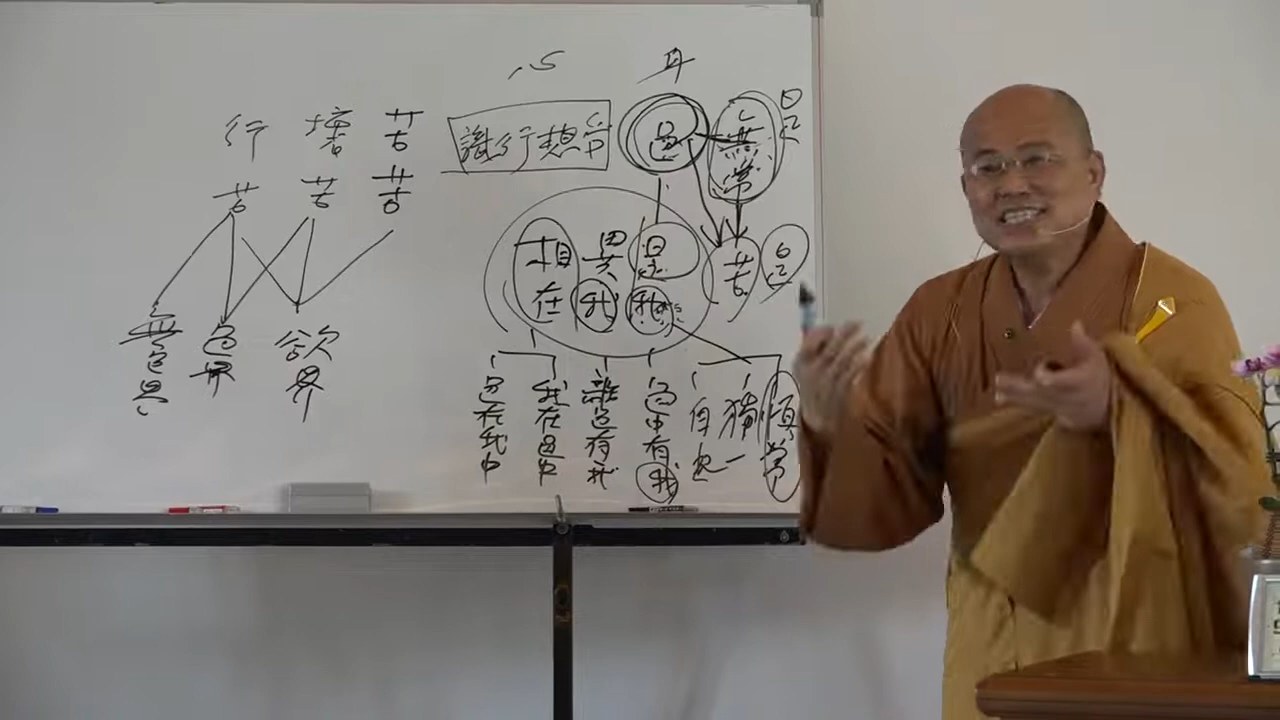 心
身
識行想受
色
無常
是
行苦
壞苦
苦苦
無色界
色界
欲界
相在
異我
是我
苦
是
色在我中
我在色中
離色有我
色中有我
自在
獨一
恆常